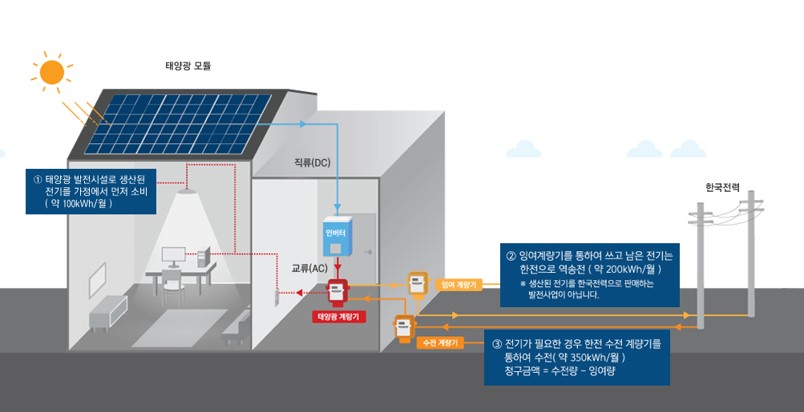 태양광 모듈
직류(DC)
① 태양광 발전시설로 생산된
전기를 가정에서 먼저 소비
( 약 100kWh/월 )
한국전력
인버터
② 잉여계량기를 통하여 쓰고 남은 전기는
한전으로 역송전 ( 약 200kWh/월 )
※ 생산된 전기를 한국전력으로 판매하는
발전사업이 아닙니다.
교류(AC)
잉여 계량기
태양광 계량기
수전 계량기
③ 전기가 필요한 경우 한전 수전 계량기를
통하여 수전( 약 350kWh/월 )
청구금액 = 수전량 - 잉여량